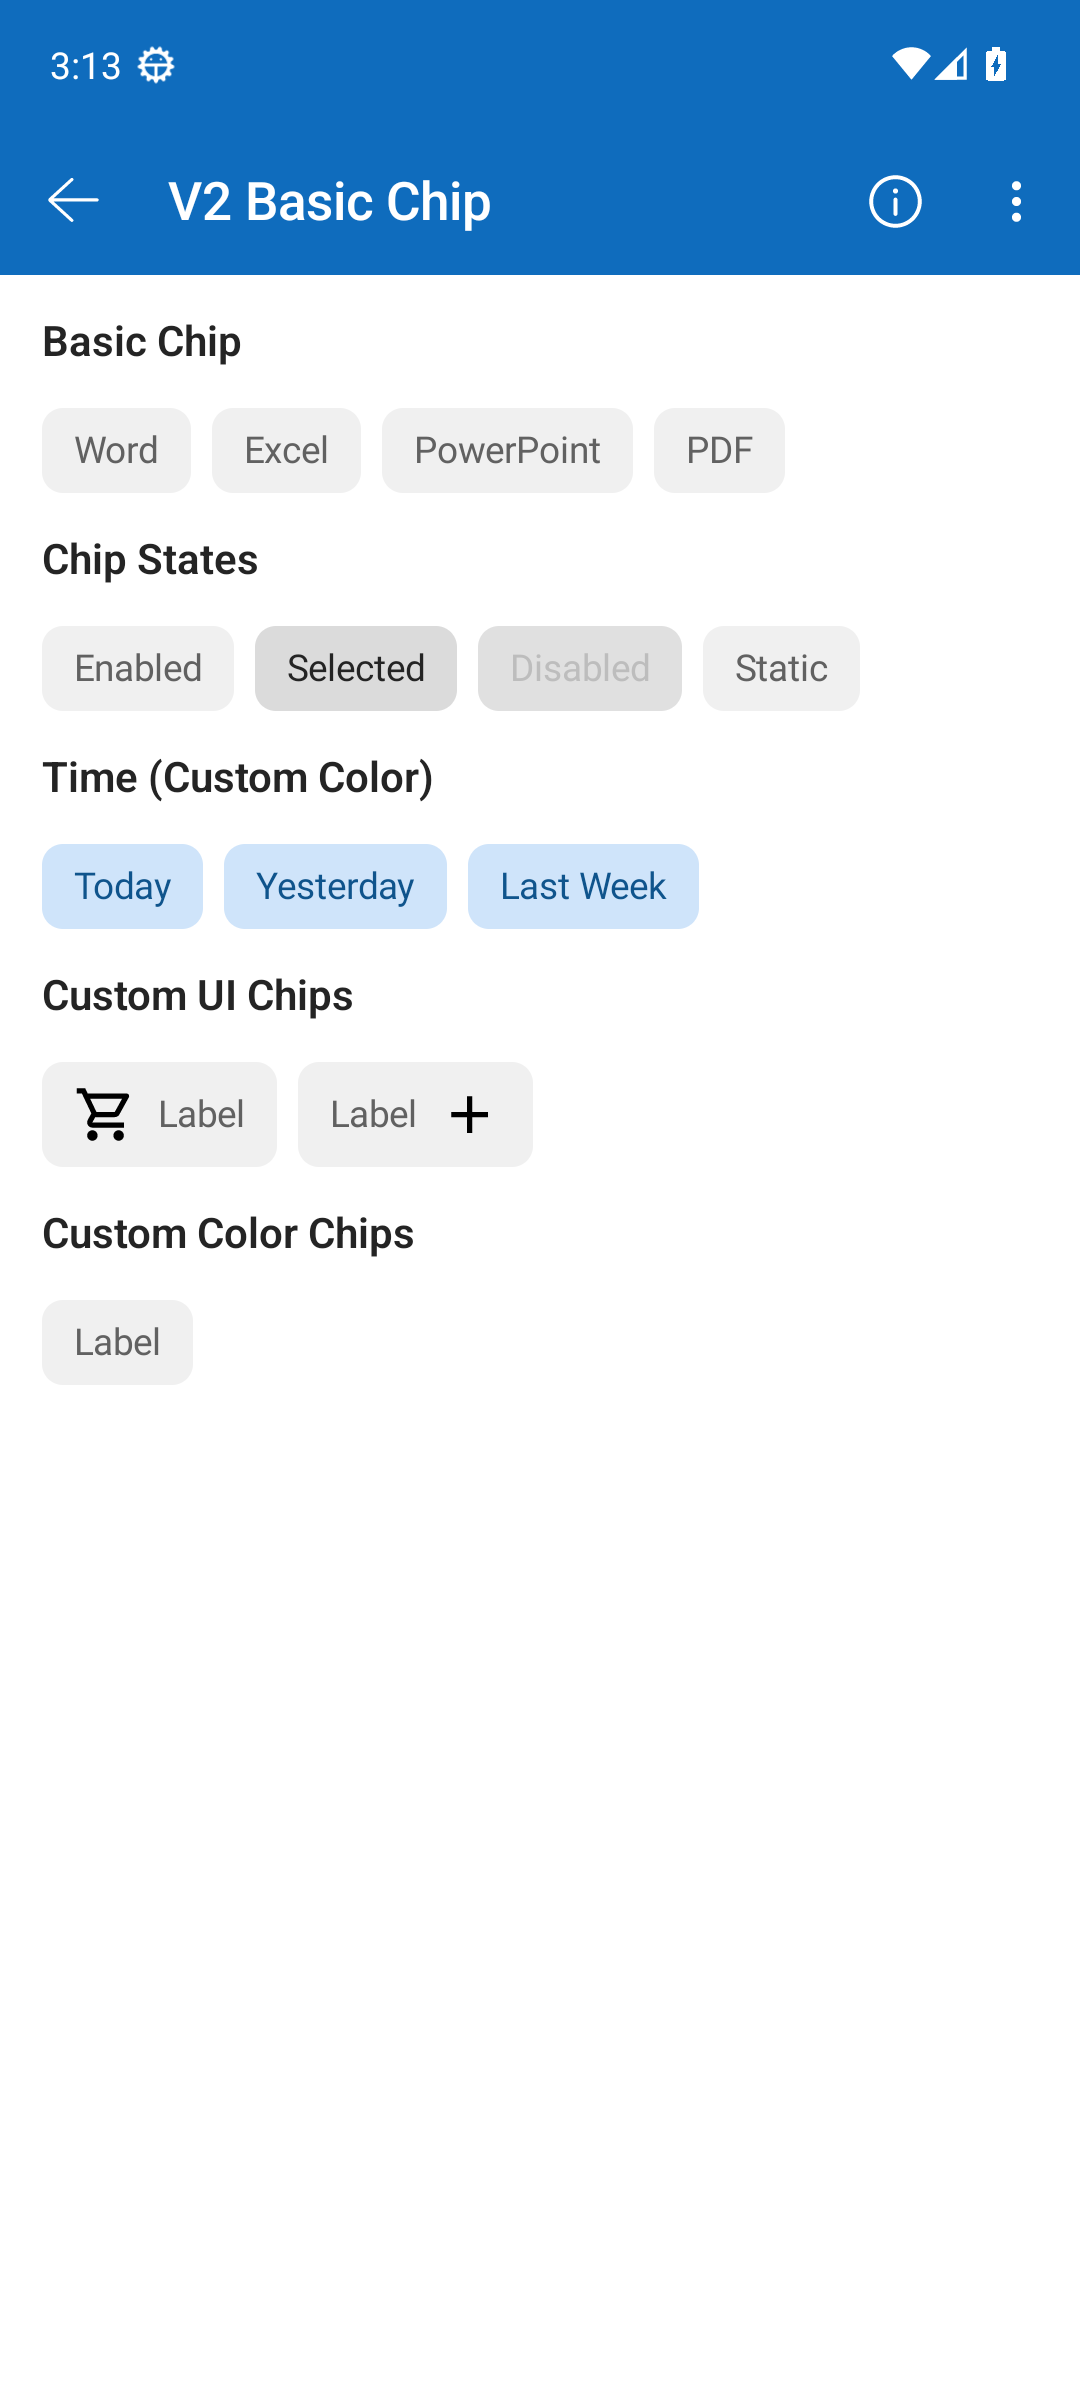 3:13
V2 Basic Chip
Basic Chip
Word Excel PowerPoint PDF
Chip States
Enabled Selected Disabled Static
Time (Custom Color)
Today Yesterday Last Week
Custom UI Chips
Label Label
Custom Color Chips
Label